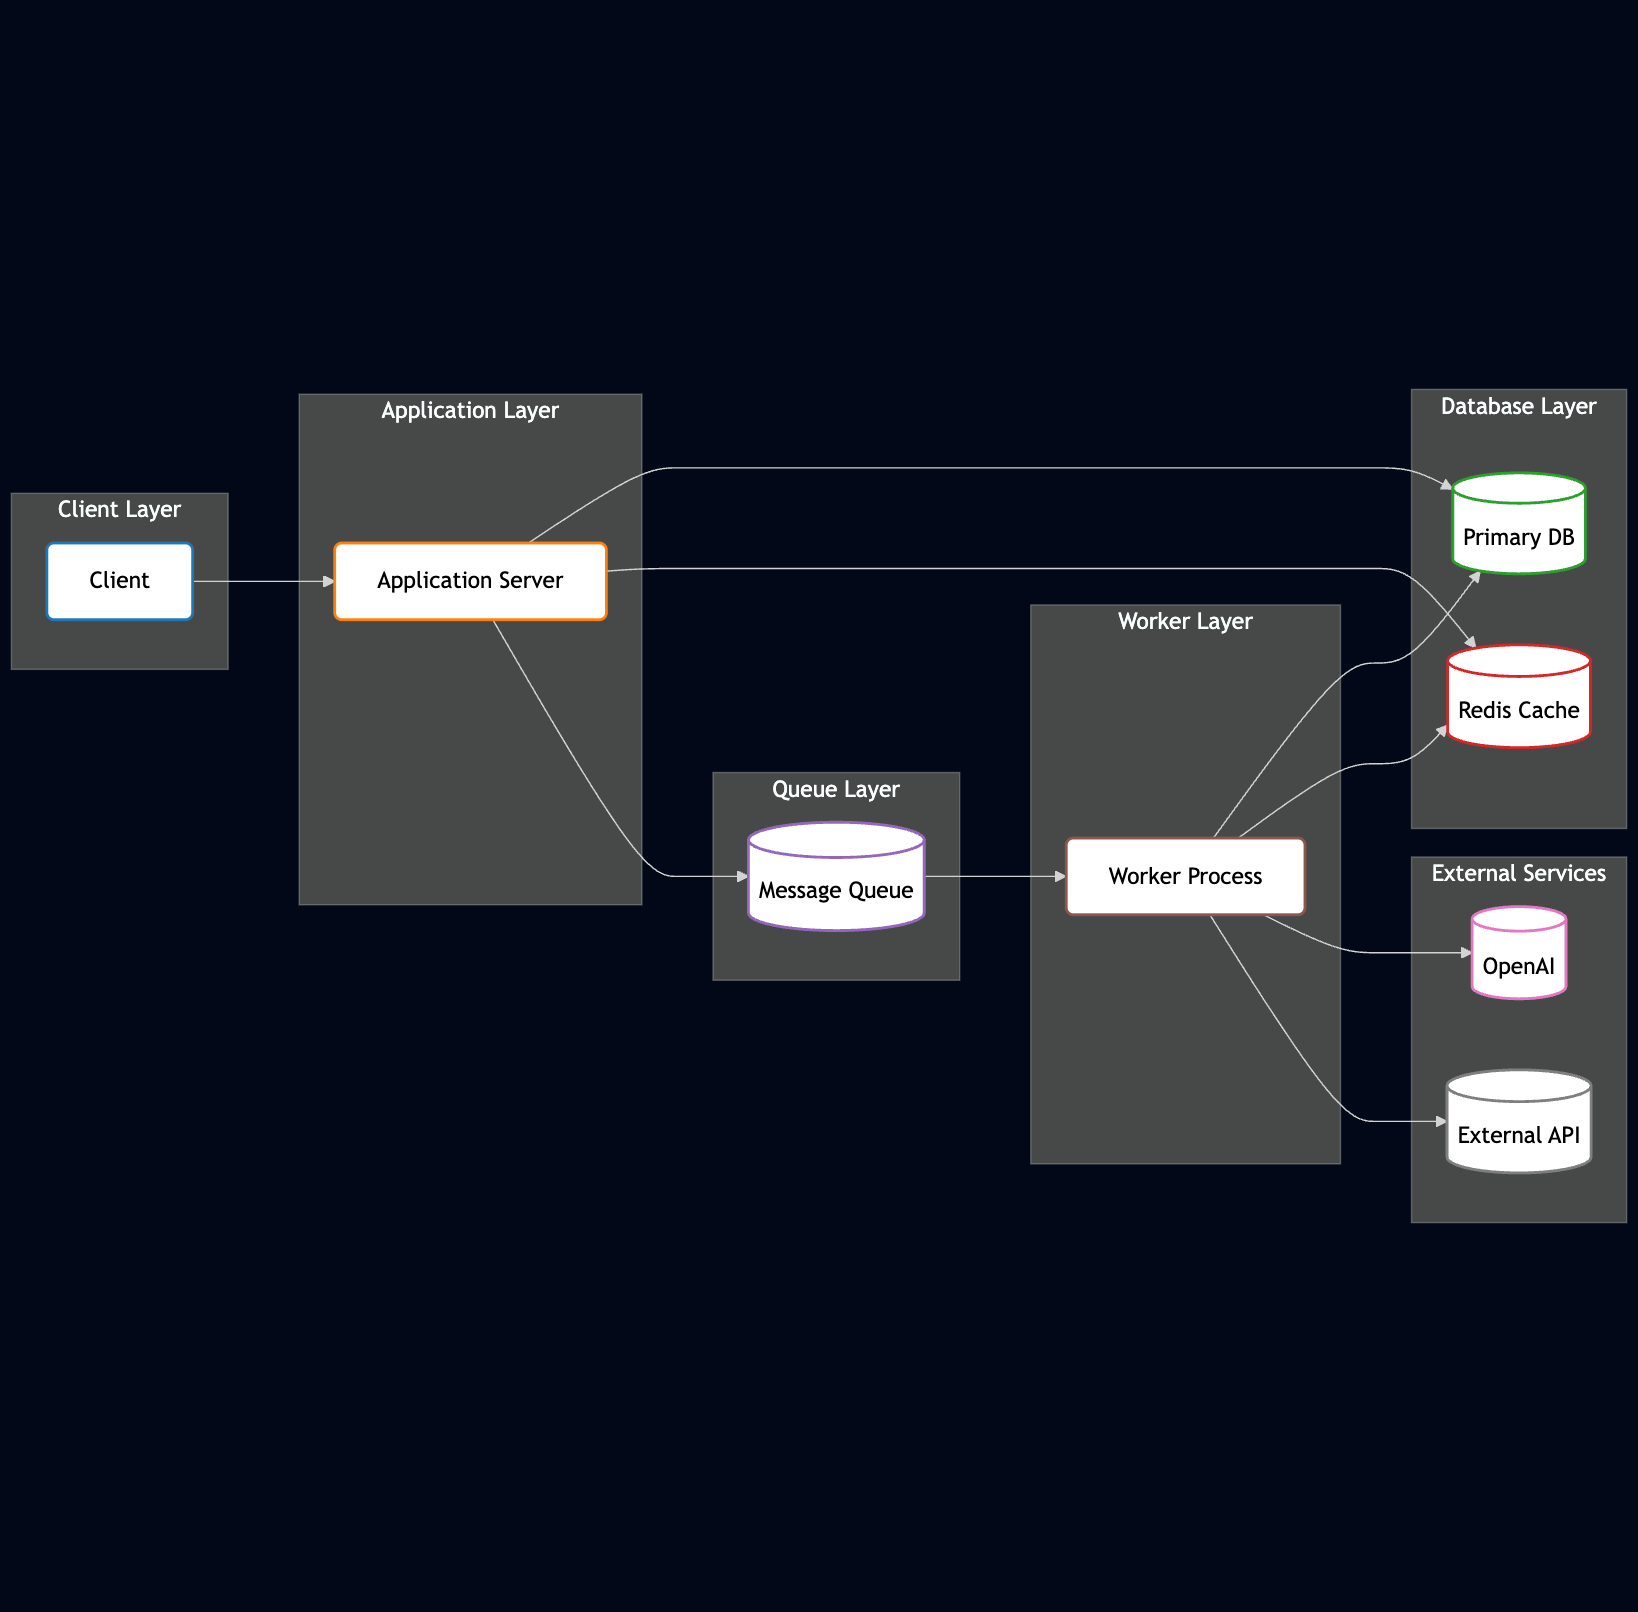 Client Layer
Client
Application Layer
Application Server
Queue Layer
Message Queue
Worker Layer
Worker Process
Database Layer
Primary DB
Redis Cache
External Services
OpenAI
External API